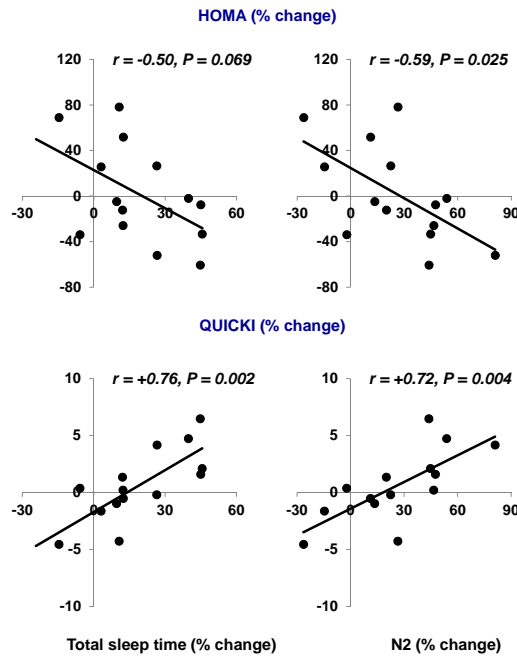 HOMA (% change)
r = -0.50, P = 0.069
r = -0.59, P = 0.025
120
80
40
0
-40
-80
-30 0 30 60
120
80
40
0
-40
-80
-30 0 30 60 90
QUICKI (% change)
r = +0.76, P = 0.002
r = +0.72, P = 0.004
10
5
0
-5
-10
-30 0 30 60
10
5
0
-5
-10
-30 0 30 60 90
Total sleep time (% change)
N2 (% change)